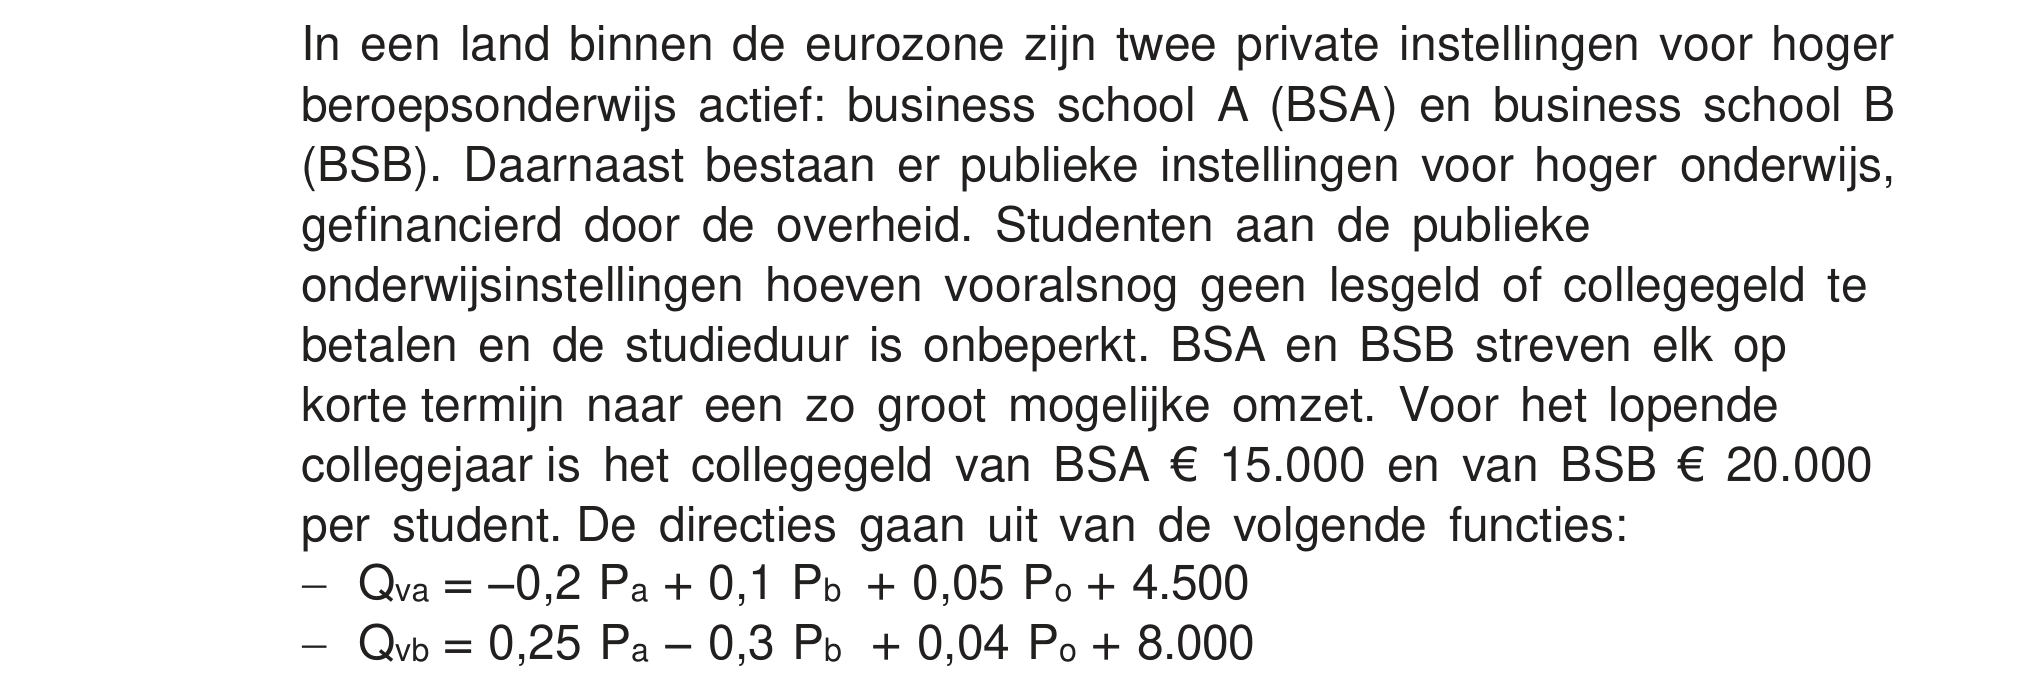 In een land binnen de eurozone zijn twee private instellingen voor hoger
beroepsonderwijs actief: business school A (BSA) en business school B
(BSB). Daarnaast bestaan er publieke instellingen voor hoger onderwijs,
gefinancierd door de overheid. Studenten aan de publieke
onderwijsinstellingen hoeven vooralsnog geen lesgeld of collegegeld te
betalen en de studieduur is onbeperkt. BSA en BSB streven elk op
korte termijn naar een zo groot mogelijke omzet. Voor het lopende
collegejaar is het collegegeld van BSA € 15.000 en van BSB € 20.000
per student. De directies gaan uit van de volgende functies:
– Qva = –0,2 Pa + 0,1 Pb + 0,05 Po + 4.500
– Qvb = 0,25 Pa – 0,3 Pb + 0,04 Po + 8.000